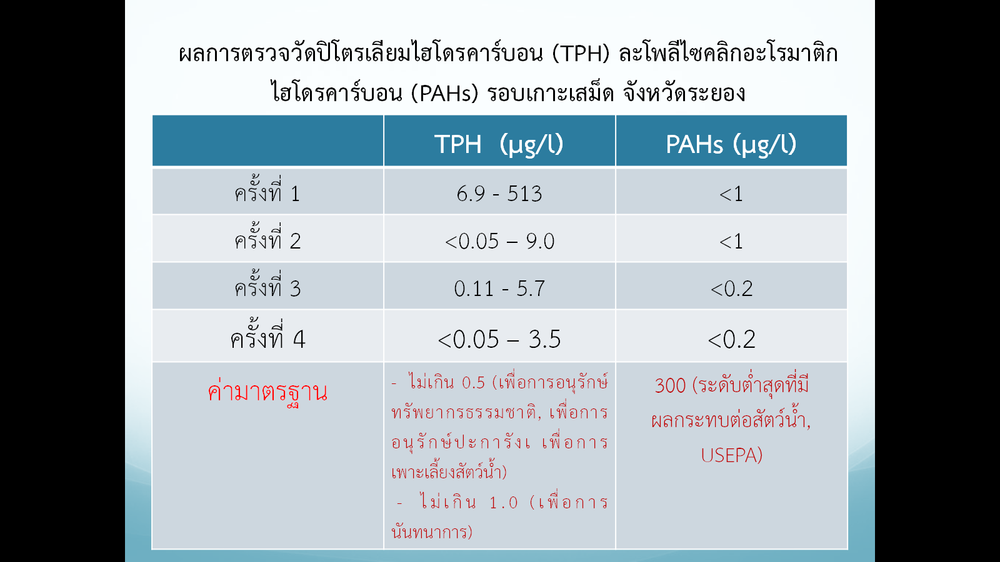 ผลการตรวจวัดปิโตรเลียมไฮโดรคาร์บอน (TPH) ละโพลีไซคลิกอะโรมาติก
ไฮโดรคาร์บอน (PAHs) รอบเกาะเสม็ด จังหวัดระยอง
TPH (µg/l) PAHs (µg/l)
ครั้งที่ 1 6.9 - 513 <1
ครั้งที่ 2 <0.05 – 9.0 <1
ครั้งที่ 3 0.11 - 5.7 <0.2
ครั้งที่ 4 <0.05 – 3.5 <0.2
ค่ามาตรฐาน
- ไม่เกิน 0.5 (เพื่อการอนุรักษ์
ทรัพยากรธรรมชาติ, เพื่อการ
อนุรักษ์ปะการังเ เพื่อการ
เพาะเลี้ยงสัตว์น้ำ)
- ไม่เกิน 1.0 (เพื่อการ
นันทนาการ)
300 (ระดับต่ำสุดที่มี
ผลกระทบต่อสัตว์น้ำ,
USEPA)